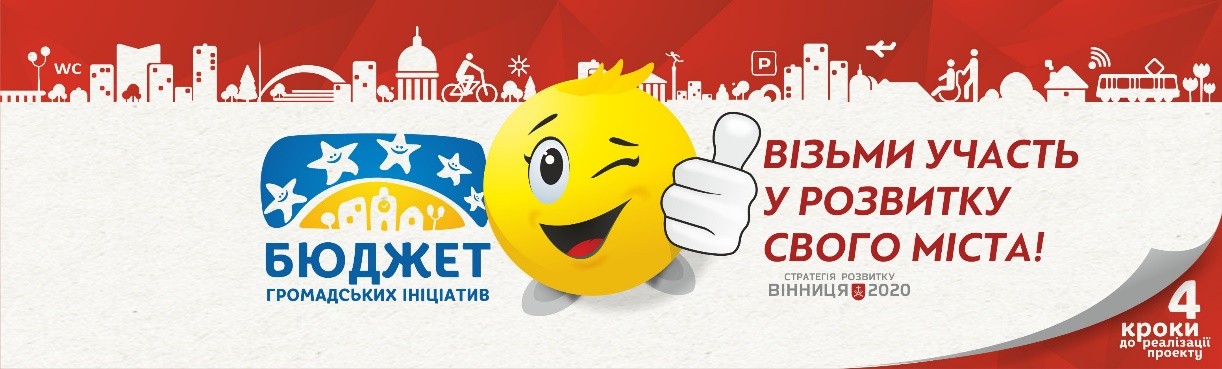 WC
P
БЮДЖЕТ
ГРОМАДСЬКИХ ІНІЦІАТИВ
ВІЗЬМИ УЧАСТЬ
У РОЗВИТКУ
СВОГО МІСТА!
СТРАТЕГІЯ РОЗВИТКУ
ВІННИЦЯ 2020
4
кроки
до реалізації
проекту